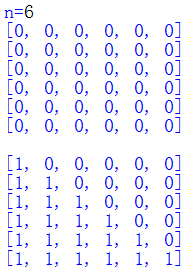 n=6
[0, 0, 0, 0, 0, 0]
[0, 0, 0, 0, 0, 0]
[0, 0, 0, 0, 0, 0]
[0, 0, 0, 0, 0, 0]
[0, 0, 0, 0, 0, 0]
[0, 0, 0, 0, 0, 0]

[1, 0, 0, 0, 0, 0]
[1, 1, 0, 0, 0, 0]
[1, 1, 1, 0, 0, 0]
[1, 1, 1, 1, 0, 0]
[1, 1, 1, 1, 1, 0]
[1, 1, 1, 1, 1, 1]